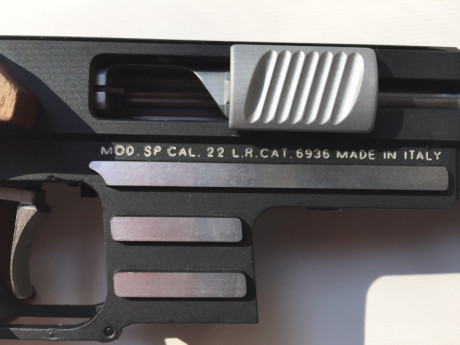 MOD. SP CAL. 22 L.R. CAT. 6936 MADE IN ITALY